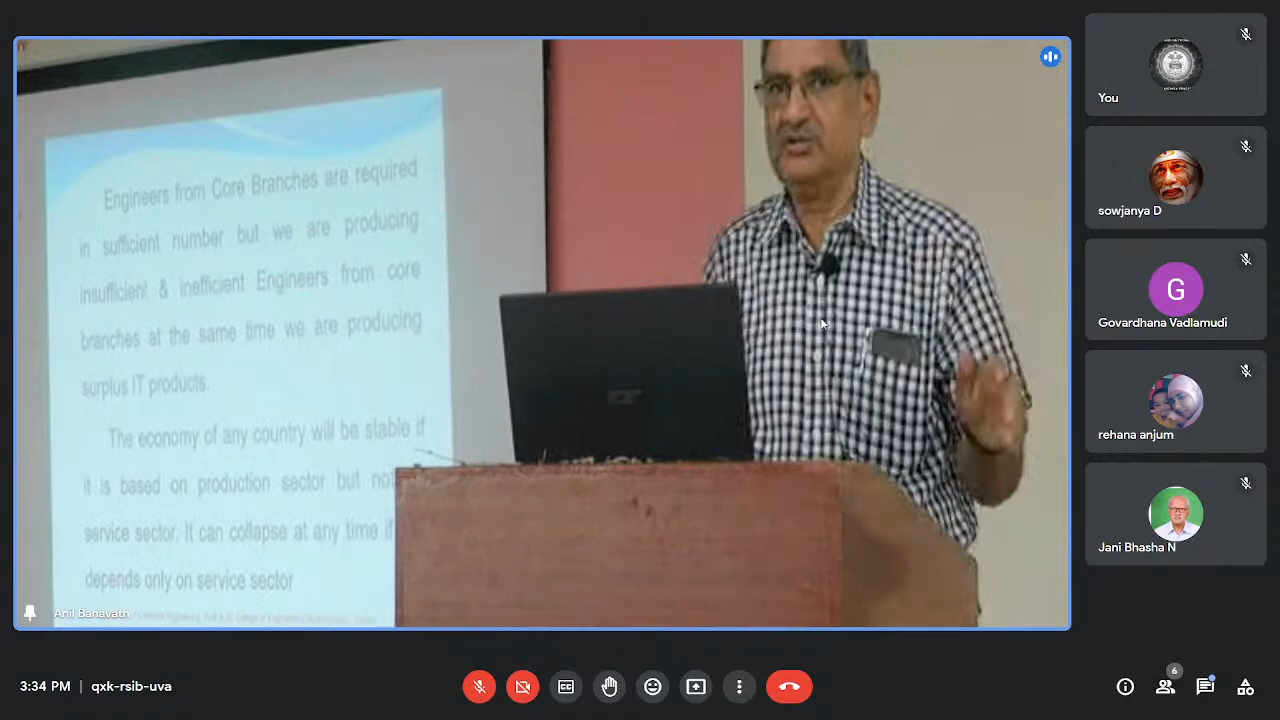 Engineers from Core Branches are required
in sufficient number but we are producing
insufficient & inefficient Engineers from core
branches at the same time we are producing
surplus IT products.
The economy of any country will be stable if
it is based on production sector but not
service sector. It can collapse at any time if
depends only on service sector
Anil Banavath
You
sowjanya D
G
Govardhana Vadlamudi
rehana anjum
Jani Bhasha N
3:34 PM | qxk-rsib-uva
6